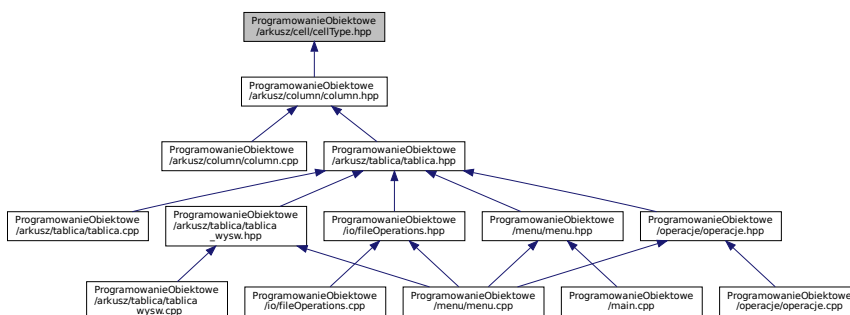 ProgramowanieObiektowe
/arkusz/cell/cellType.hpp
ProgramowanieObiektowe
/arkusz/column/column.hpp
ProgramowanieObiektowe
/arkusz/column/column.cpp
ProgramowanieObiektowe
/arkusz/tablica/tablica.hpp
ProgramowanieObiektowe
/arkusz/tablica/tablica.cpp
ProgramowanieObiektowe
/arkusz/tablica/tablica
_wysw.hpp
ProgramowanieObiektowe
/io/fileOperations.hpp
ProgramowanieObiektowe
/menu/menu.hpp
ProgramowanieObiektowe
/operacje/operacje.hpp
ProgramowanieObiektowe
/arkusz/tablica/tablica
_wysw.cpp
ProgramowanieObiektowe
/io/fileOperations.cpp
ProgramowanieObiektowe
/menu/menu.cpp
ProgramowanieObiektowe
/main.cpp
ProgramowanieObiektowe
/operacje/operacje.cpp